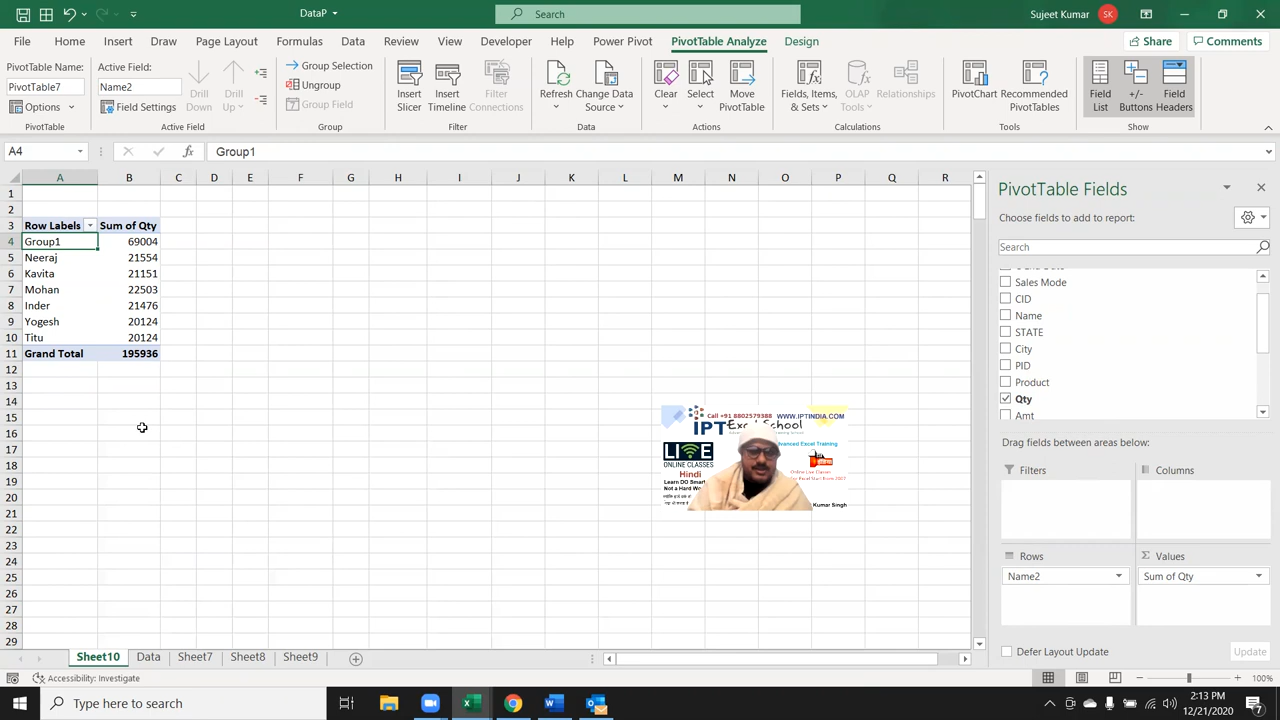 DataP
Search
Sujeet Kumar
SK
File
Home
Insert
Draw
Page Layout
Formulas
Data
Review
View
Developer
Help
Power Pivot
PivotTable Analyze
Design
Share
Comments
PivotTable Name:
PivotTable7
Options
PivotTable
Active Field:
Name2
Field Settings
Drill Down
Drill Up
Active Field
Group Selection
Ungroup
Group Field
Group
Insert Slicer
Insert Timeline
Filter Connections
Filter
Refresh
Change Data Source
Data
Clear
Select
Move PivotTable
Actions
Fields, Items, & Sets
OLAP Tools
Relationships
Calculations
PivotChart
Recommended PivotTables
Tools
Field List
+/- Buttons
Field Headers
Show
A4
Group1
A B C D E F G H I J K L M N O P Q R
1
2
3 Row Labels Sum of Qty
4 Group1 69004
5 Neeraj 21554
6 Kavita 21151
7 Mohan 22503
8 Inder 21476
9 Yogesh 20124
10 Titu 20124
11 Grand Total 195936
12
13
14
15
16
17
18
19
20
21
22
23
24
25
26
27
28
29
Call +91 8802579388 WWW.IPTINDIA.COM
IPT Excel School
LIVE
ONLINE CLASSES
Hindi
Learn DO Smart
Advanced Excel Training
Kumar Singh
PivotTable Fields
Choose fields to add to report:
Search
Sales Mode
CID
Name
STATE
City
PID
Product
Qty
Amt
Drag fields between areas below:
Filters
Columns
Rows
Name2
Values
Sum of Qty
Defer Layout Update
Update
Sheet10
Data
Sheet7
Sheet8
Sheet9
Accessibility: Investigate
100%
Type here to search
2:13 PM
12/21/2020